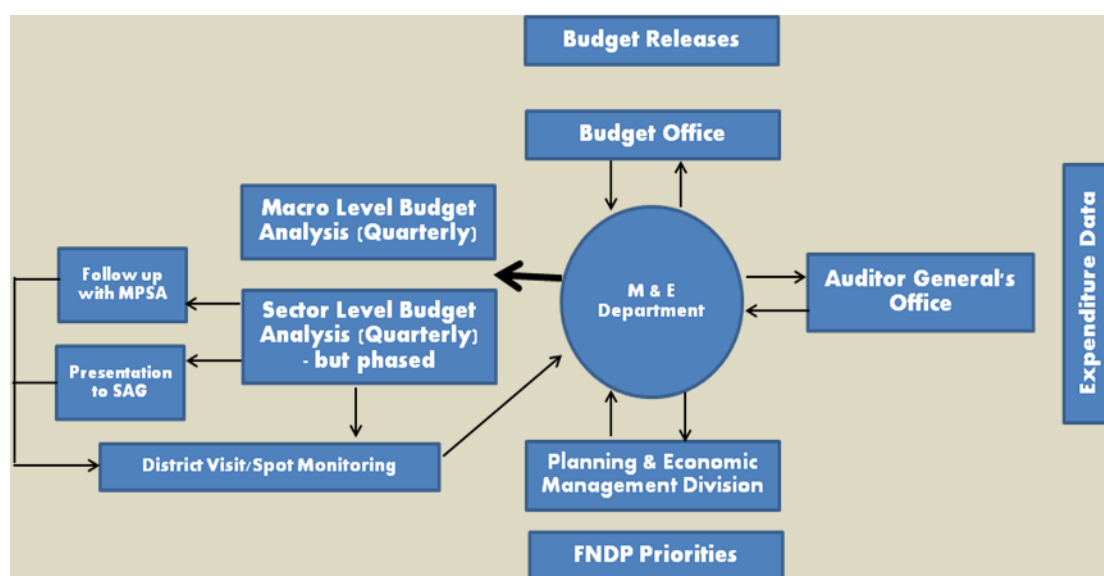 Budget Releases
Budget Office
Macro Level Budget
Analysis (Quarterly)
Follow up
with MPSA
Sector Level Budget
Analysis (Quarterly)
- but phased
Presentation
to SAG
District Visit/Spot Monitoring
M & E
Department
Auditor General's
Office
Expenditure Data
Planning & Economic
Management Division
FNDP Priorities